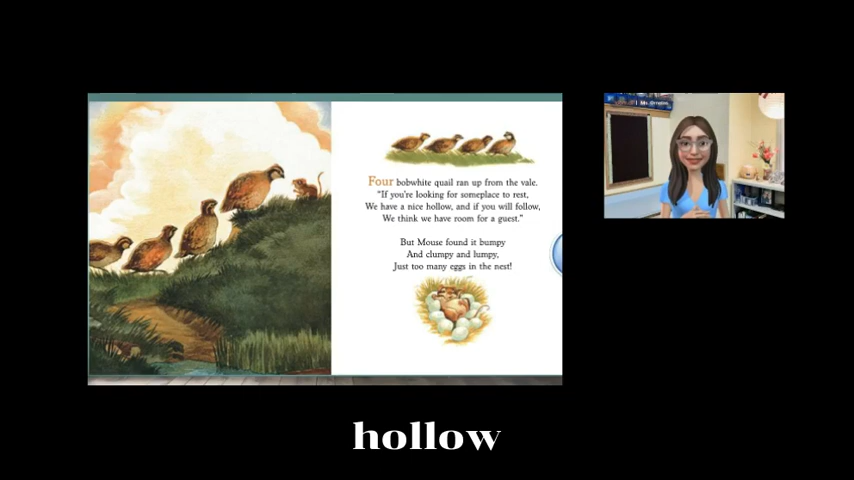 Four bobwhite quail ran up from the vale.
"If you're looking for someplace to rest,
We have a nice hollow, and if you will follow,
We think we have room for a guest."
But Mouse found it bumpy
And clumpy and lumpy,
Just too many eggs in the nest!
hollow